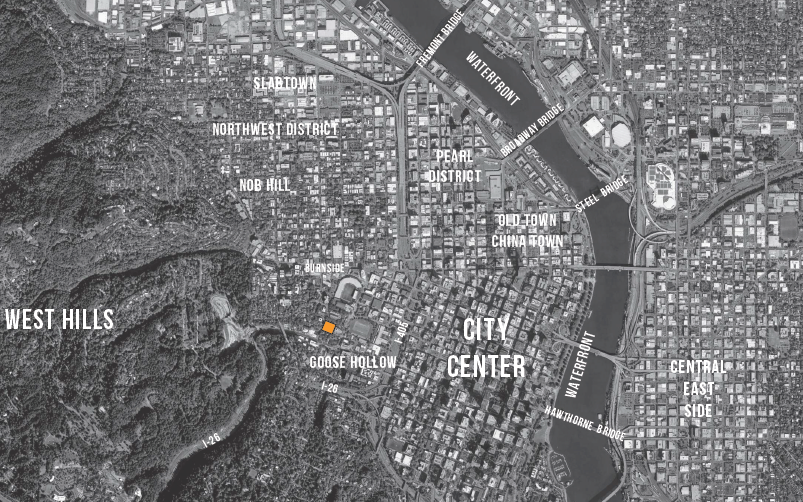 FREMONT BRIDGE
WATERFRONT
SLABTOWN
NORTHWEST DISTRICT
BROADWAY BRIDGE
PEARL
DISTRICT
NOB HILL
STEEL BRIDGE
OLD TOWN
CHINA TOWN
BURNSIDE
WEST HILLS
I-405
CITY
CENTER
GOOSE HOLLOW
WATERFRONT
CENTRAL
EAST
SIDE
I-26
HAWTHORNE BRIDGE
I-26